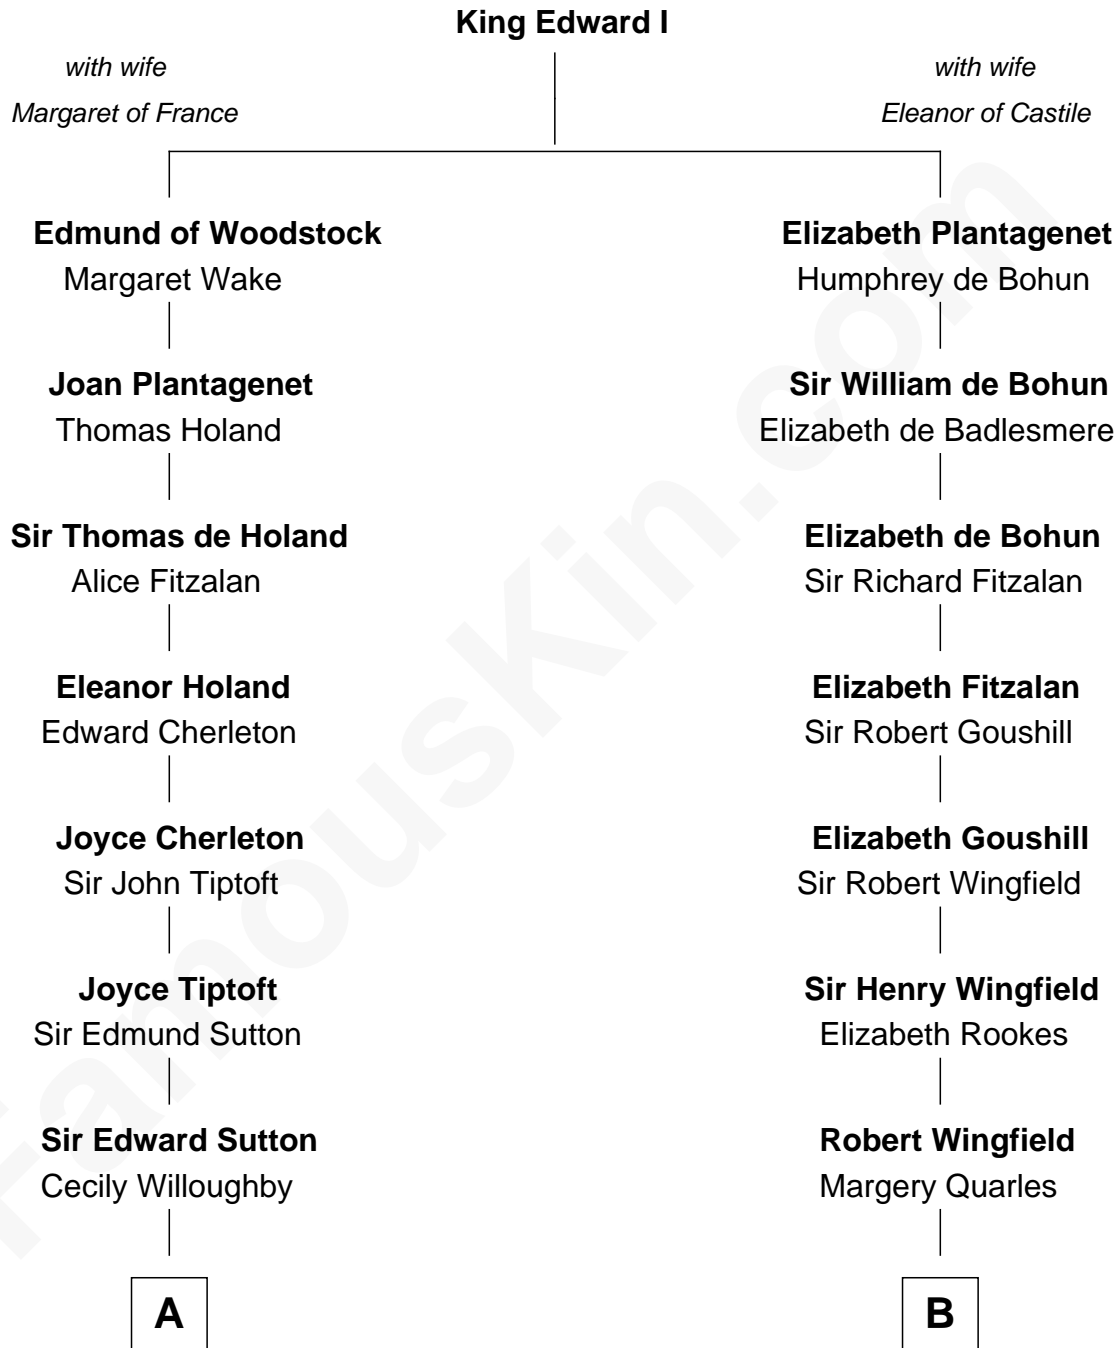 King Edward I
with wife
Margaret of France
with wife
Eleanor of Castile
Edmund of Woodstock
Margaret Wake
Elizabeth Plantagenet
Humphrey de Bohun
Joan Plantagenet
Thomas Holand
Sir William de Bohun
Elizabeth de Badlesmere
Sir Thomas de Holand
Alice Fitzalan
Elizabeth de Bohun
Sir Richard Fitzalan
Eleanor Holand
Edward Cherleton
Elizabeth Fitzalan
Sir Robert Goushill
Joyce Cherleton
Sir John Tiptoft
Elizabeth Goushill
Sir Robert Wingfield
Joyce Tiptoft
Sir Edmund Sutton
Sir Henry Wingfield
Elizabeth Rookes
Sir Edward Sutton
Cecily Willoughby
Robert Wingfield
Margery Quarles
A
B
FamousKin.com